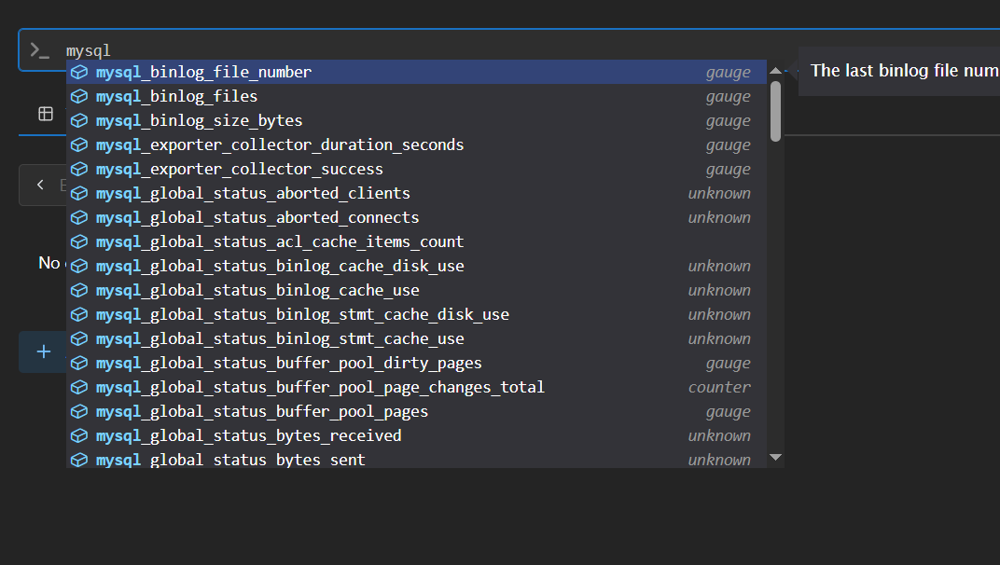 mysql
mysql_binlog_file_number gauge
The last binlog file num
mysql_binlog_files gauge
mysql_binlog_size_bytes gauge
mysql_exporter_collector_duration_seconds gauge
mysql_exporter_collector_success gauge
mysql_global_status_aborted_clients unknown
mysql_global_status_aborted_connects unknown
mysql_global_status_acl_cache_items_count
No
mysql_global_status_binlog_cache_disk_use unknown
mysql_global_status_binlog_cache_use unknown
mysql_global_status_binlog_stmt_cache_disk_use unknown
mysql_global_status_binlog_stmt_cache_use unknown
mysql_global_status_buffer_pool_dirty_pages gauge
mysql_global_status_buffer_pool_page_changes_total counter
mysql_global_status_buffer_pool_pages gauge
mysql_global_status_bytes_received unknown
mysql_global_status_bytes_sent unknown